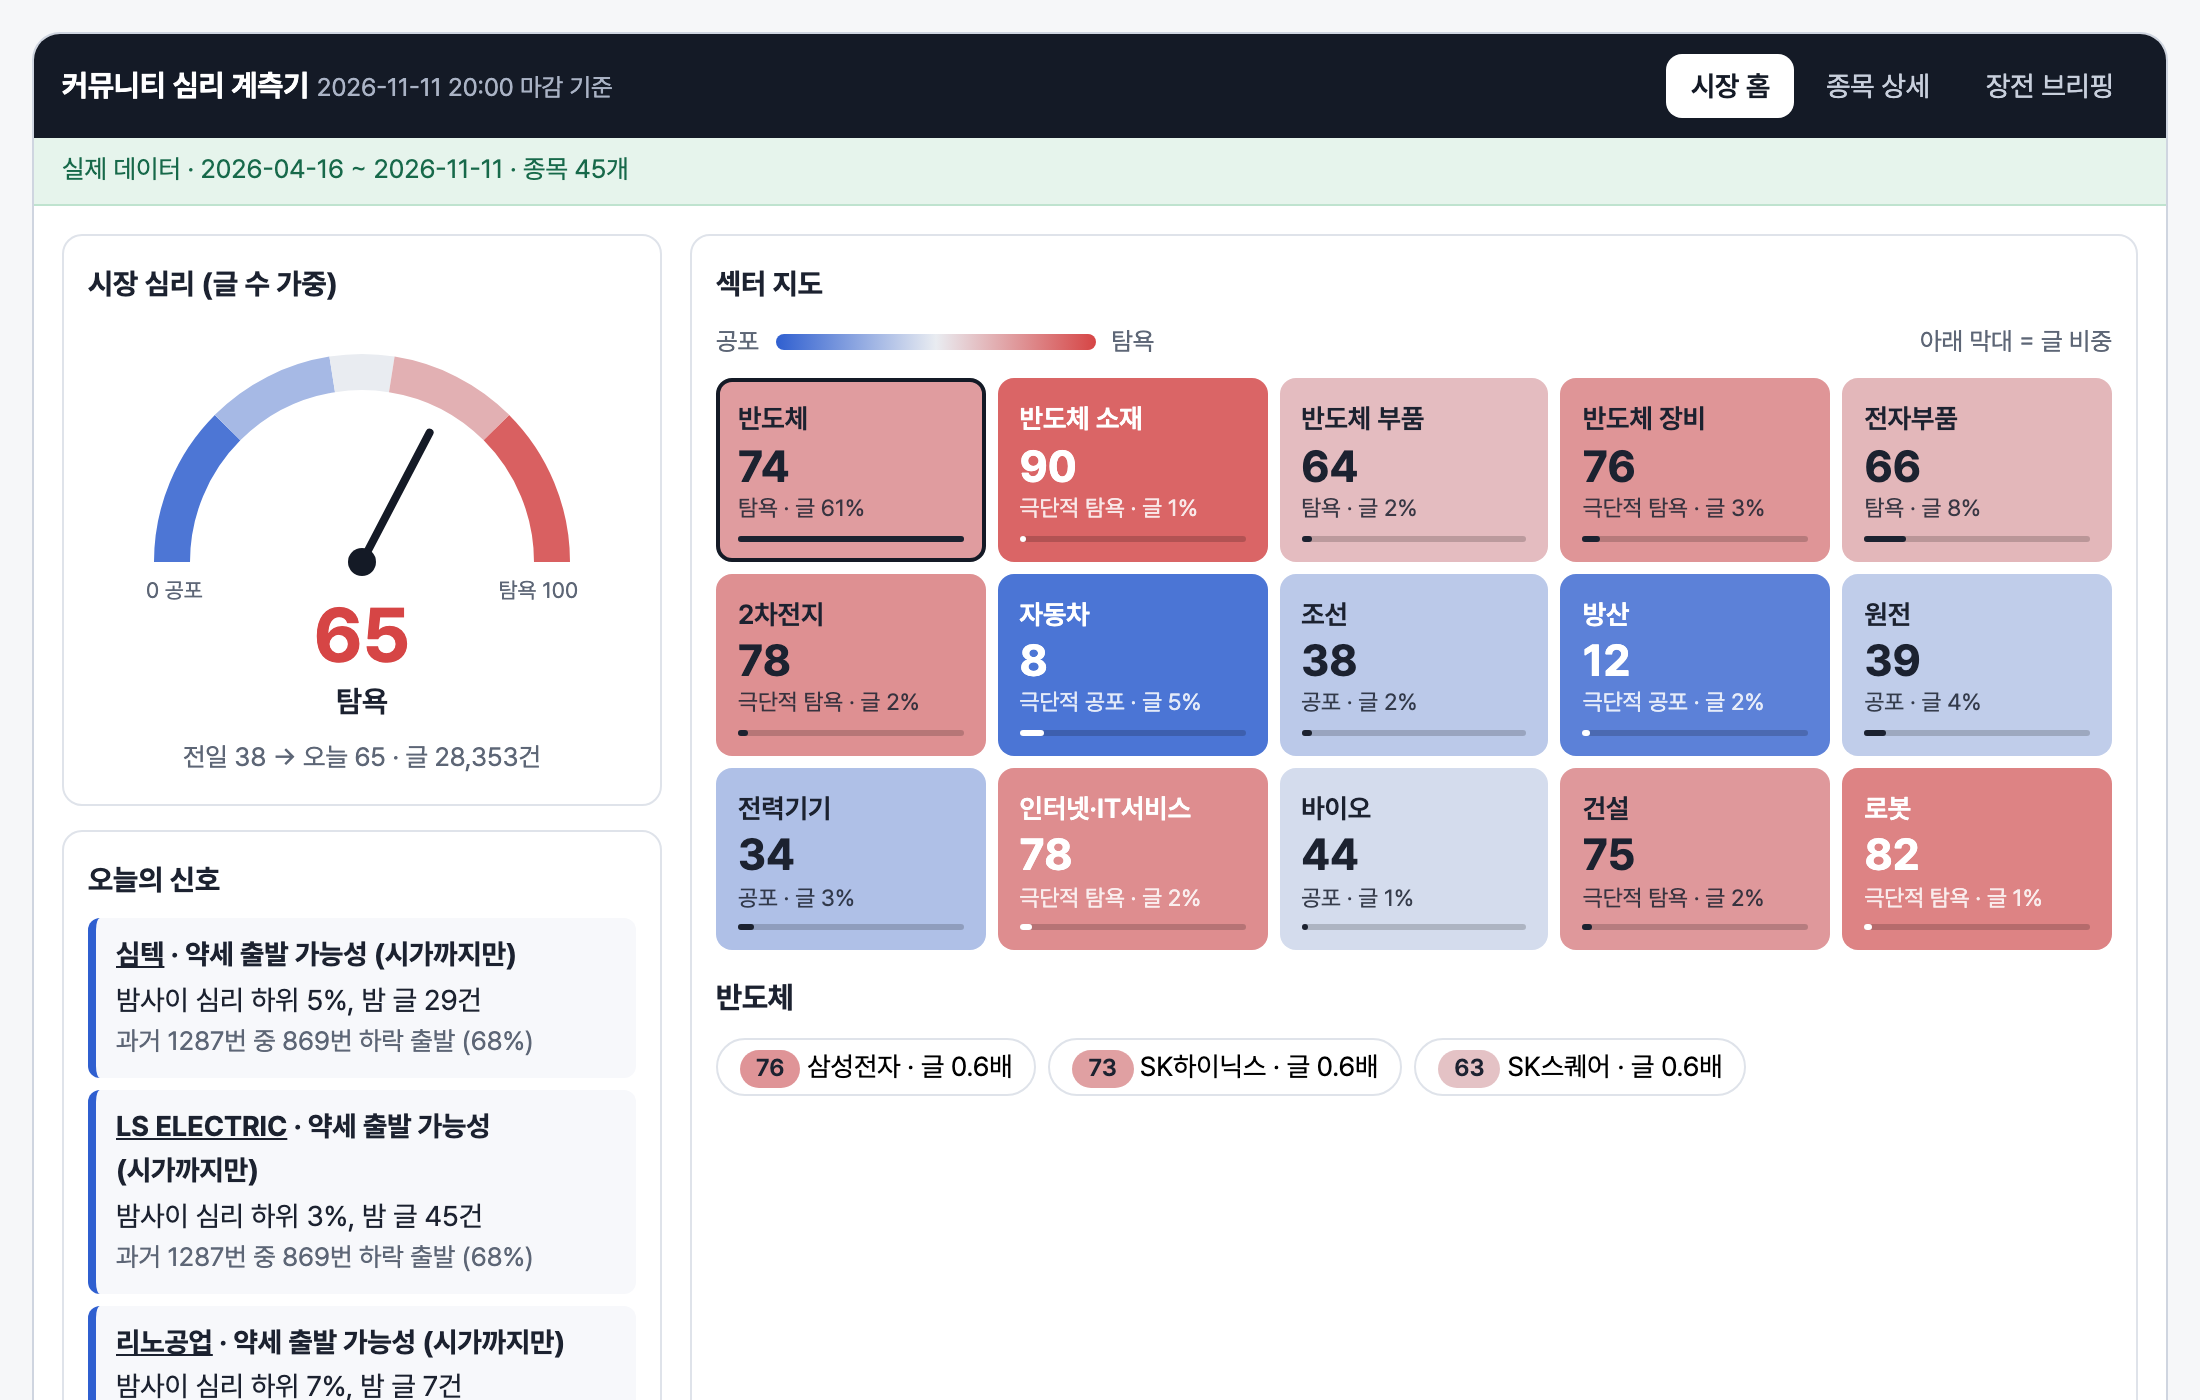 커뮤니티 심리 계측기 2026-11-11 20:00 마감 기준
시장 홈
종목 상세
장전 브리핑
실제 데이터 · 2026-04-16 ~ 2026-11-11 · 종목 45개
시장 심리 (글 수 가중)
0 공포
탐욕 100
65
탐욕
전일 38 → 오늘 65 · 글 28,353건
오늘의 신호
심텍 · 약세 출발 가능성 (시가까지만)
밤사이 심리 하위 5%, 밤 글 29건
과거 1287번 중 869번 하락 출발 (68%)
LS ELECTRIC · 약세 출발 가능성
(시가까지만)
밤사이 심리 하위 3%, 밤 글 45건
과거 1287번 중 869번 하락 출발 (68%)
리노공업 · 약세 출발 가능성 (시가까지만)
밤사이 심리 하위 7%, 밤 글 7건
섹터 지도
공포
탐욕
아래 막대 = 글 비중
반도체
74
탐욕 · 글 61%
반도체 소재
90
극단적 탐욕 · 글 1%
반도체 부품
64
탐욕 · 글 2%
반도체 장비
76
극단적 탐욕 · 글 3%
전자부품
66
탐욕 · 글 8%
2차전지
78
극단적 탐욕 · 글 2%
자동차
8
극단적 공포 · 글 5%
조선
38
공포 · 글 2%
방산
12
극단적 공포 · 글 2%
원전
39
공포 · 글 4%
전력기기
34
공포 · 글 3%
인터넷·IT서비스
78
극단적 탐욕 · 글 2%
바이오
44
공포 · 글 1%
건설
75
극단적 탐욕 · 글 2%
로봇
82
극단적 탐욕 · 글 1%
반도체
76 삼성전자 · 글 0.6배
73 SK하이닉스 · 글 0.6배
63 SK스퀘어 · 글 0.6배